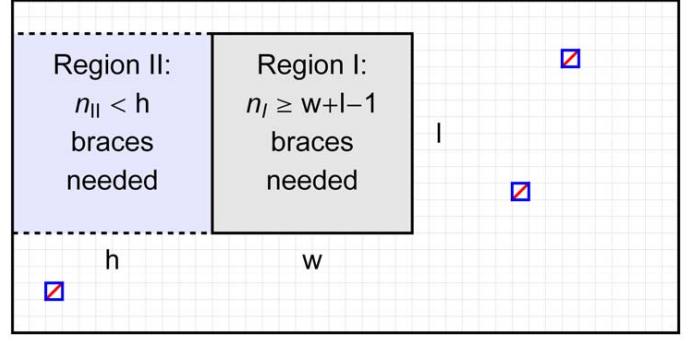 Region II:
n_II < h
braces
needed
Region I:
n_I ≥ w+l−1
braces
needed
l
h
w